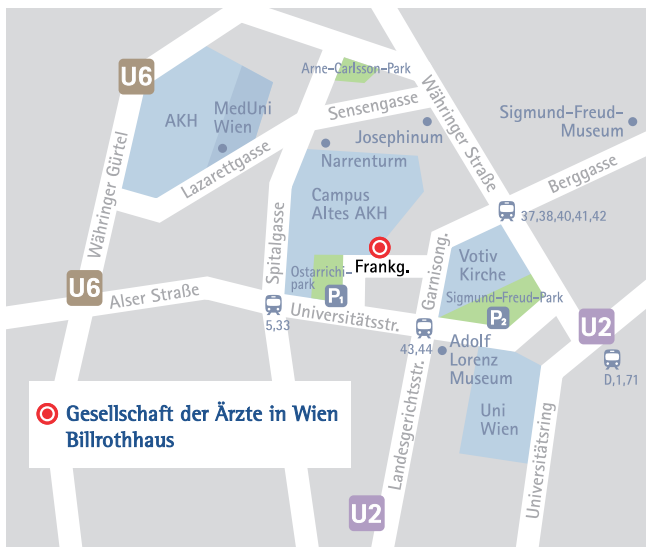 Arne-Carlsson-Park
U6
AKH
MedUni
Wien
Sensengasse
Währinger Straße
Sigmund-Freud-
Museum
Josephinum
Narrenturm
Lazarettgasse
Berggasse
Währinger Gürtel
Campus
Altes AKH
Spitalgasse
37,38,40,41,42
Garnisong.
Votiv
Kirche
Ostarrichi-
park
Frankg.
U6
Alser Straße
P1
Sigmund-Freud-Park
P2
5,33
Universitätsstr.
U2
43,44
Adolf
Lorenz
Museum
D,1,71
Landesgerichtsstr.
Uni
Wien
Universitätsring
Gesellschaft der Ärzte in Wien
Billrothhaus
U2